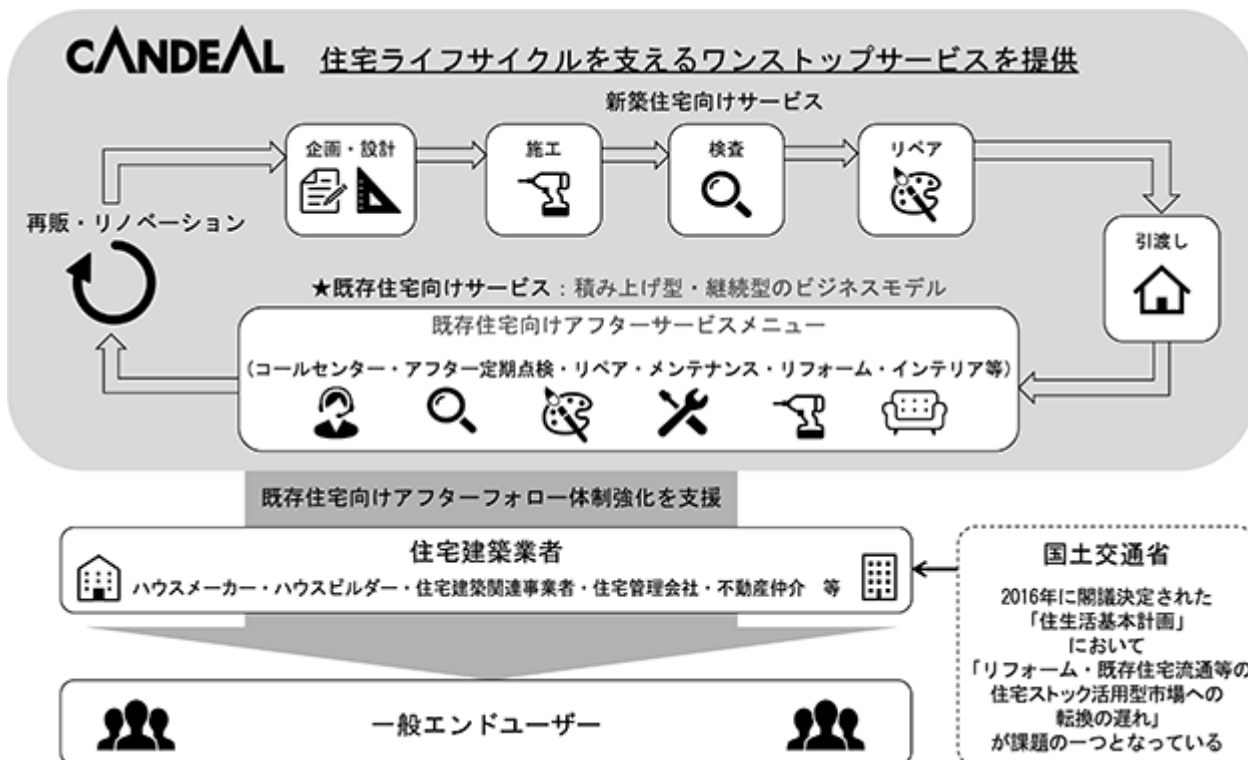 CANDEAL
住宅ライフサイクルを支えるワンストップサービスを提供
新築住宅向けサービス
企画・設計
施工
検査
リペア
引渡し
再販・リノベーション
★既存住宅向けサービス：積み上げ型・継続型のビジネスモデル
既存住宅向けアフターサービスメニュー
(コールセンター・アフター定期点検・リペア・メンテナンス・リフォーム・インテリア等)
既存住宅向けアフターフォロー体制強化を支援
住宅建築業者
ハウスメーカー・ハウスビルダー・住宅建築関連事業者・住宅管理会社・不動産仲介　等
一般エンドユーザー
国土交通省
2016年に閣議決定された
「住生活基本計画」
において
「リフォーム・既存住宅流通等の
住宅ストック活用型市場への
転換の遅れ」
が課題の一つとなっている